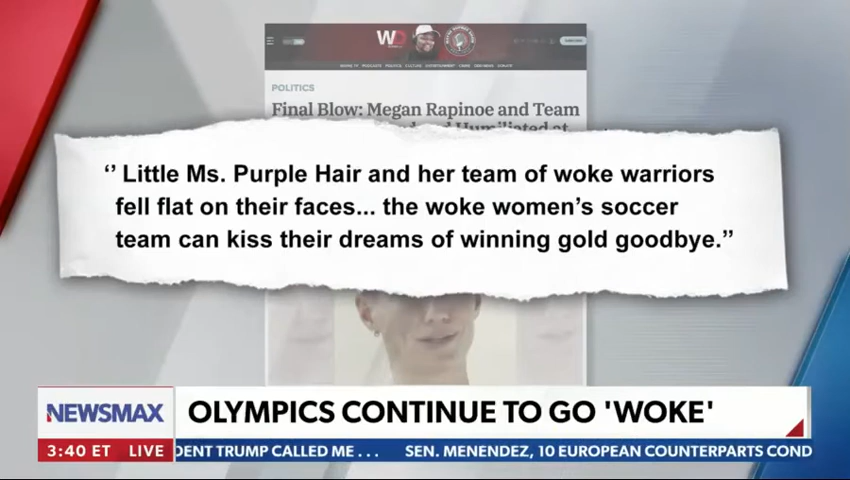 WD
POLITICS
Final Blow: Megan Rapinoe and Team
Humiliated at
‘’ Little Ms. Purple Hair and her team of woke warriors
fell flat on their faces... the woke women’s soccer
team can kiss their dreams of winning gold goodbye.”
NEWSMAX
OLYMPICS CONTINUE TO GO 'WOKE'
3:40 ET LIVE
DENT TRUMP CALLED ME . . . SEN. MENENDEZ, 10 EUROPEAN COUNTERPARTS COND